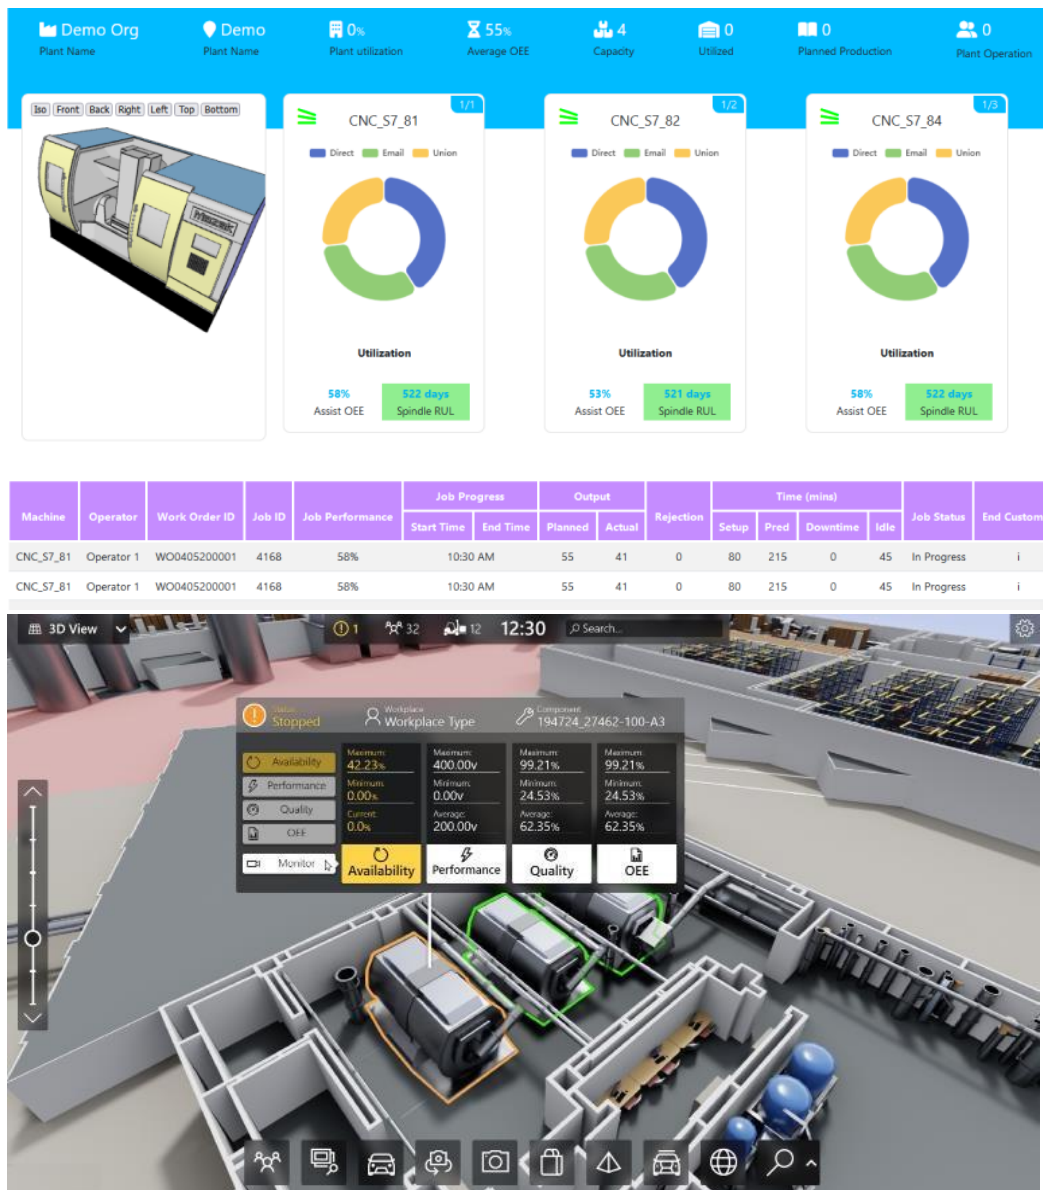 Demo Org Demo 0% 55% 4 0 0 0
Plant Name Plant Name Plant utilization Average OEE Capacity Utilized Planned Production Plant Operation
Iso Front Back Right Left Top Bottom
1/1
CNC_S7_81
Direct Email Union
Utilization
58% 522 days
Assist OEE Spindle RUL
1/2
CNC_S7_82
Direct Email Union
Utilization
53% 521 days
Assist OEE Spindle RUL
1/3
CNC_S7_84
Direct Email Union
Utilization
58% 522 days
Assist OEE Spindle RUL
Mazak
Machine Operator Work Order ID Job ID Job Performance Job Progress Output Rejection Time (mins) Job Status End Custom
Start Time End Time Planned Actual Setup Pred Downtime Idle
CNC_S7_81 Operator 1 WO0405200001 4168 58% 10:30 AM 55 41 0 80 215 0 45 In Progress i
CNC_S7_81 Operator 1 WO0405200001 4168 58% 10:30 AM 55 41 0 80 215 0 45 In Progress i
3D View 1 32 12 12:30 Search...
Status Workplace Component
Stopped Workplace Type 194724_27462-100-A3
Availability
Performance
Quality
OEE
Monitor
Maximum: Maximum: Maximum: Maximum:
42.23% 400.00v 99.21% 99.21%
Minimum: Minimum: Minimum: Minimum:
0.00% 0.00v 24.53% 24.53%
Current: Average: Average: Average:
0.0% 200.00v 62.35% 62.35%
Availability Performance Quality OEE